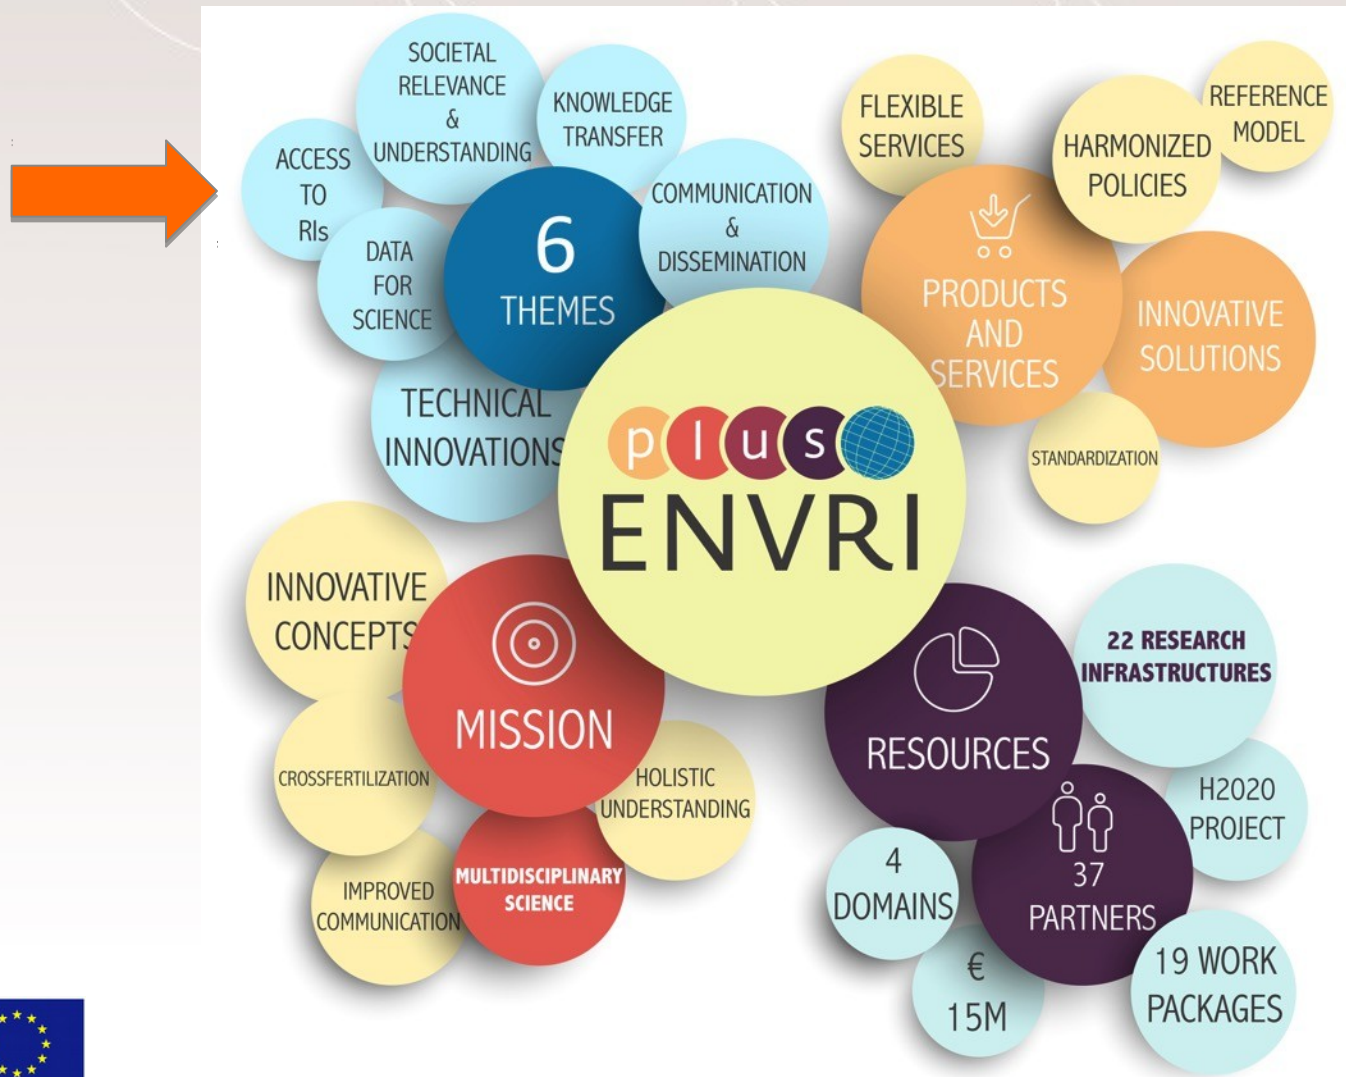 SOCIETAL
RELEVANCE
&
UNDERSTANDING
KNOWLEDGE
TRANSFER
ACCESS
TO
RIs
COMMUNICATION
&
DISSEMINATION
DATA
FOR
SCIENCE
6
THEMES
TECHNICAL
INNOVATIONS
FLEXIBLE
SERVICES
HARMONIZED
POLICIES
REFERENCE
MODEL
PRODUCTS
AND
SERVICES
INNOVATIVE
SOLUTIONS
STANDARDIZATION
plus
ENVRI
INNOVATIVE
CONCEPTS
MISSION
CROSSFERTILIZATION
HOLISTIC
UNDERSTANDING
IMPROVED
COMMUNICATION
MULTIDISCIPLINARY
SCIENCE
RESOURCES
22 RESEARCH
INFRASTRUCTURES
H2020
PROJECT
37
PARTNERS
4
DOMAINS
€
15M
19 WORK
PACKAGES